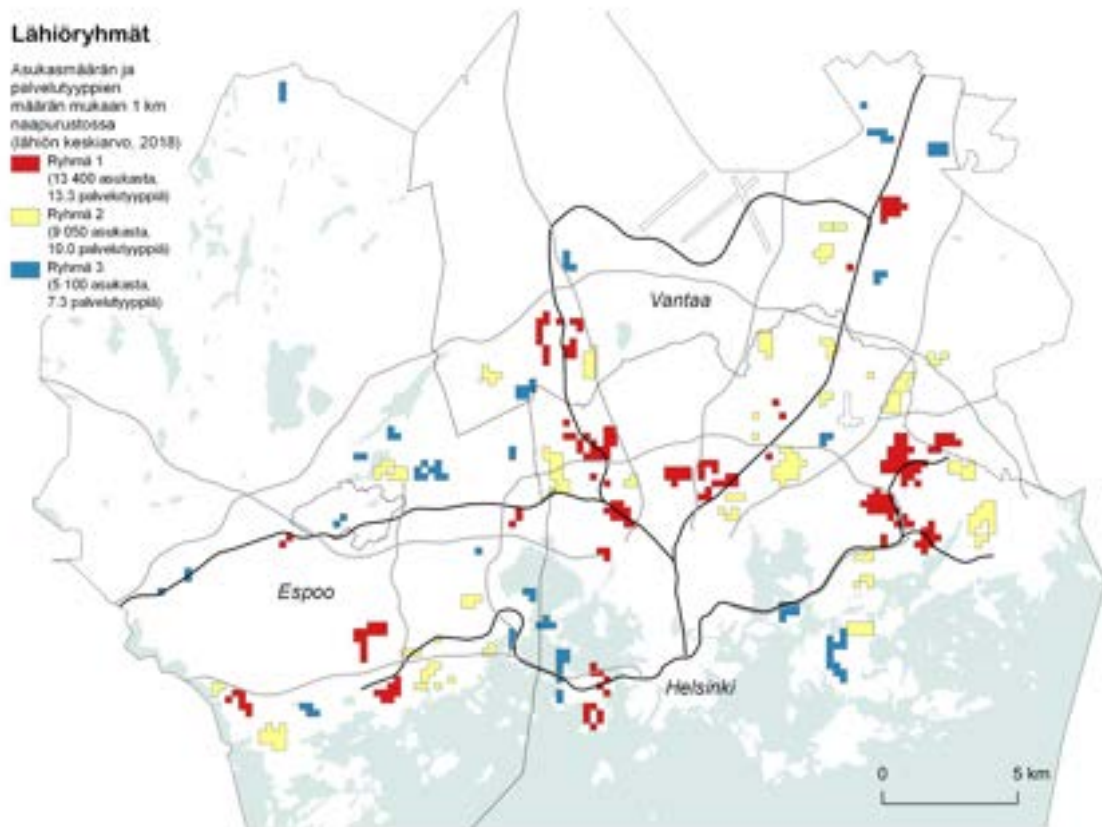 Lähiöryhmät
Asukasmäärän ja
palvelutyyppien
määrän mukaan 1 km
naapurustossa
(lähiön keskiarvo, 2018)
Ryhmä 1
(13 400 asukasta,
13.3 palvelutyyppiä)
Ryhmä 2
(9 050 asukasta,
10.0 palvelutyyppiä)
Ryhmä 3
(5 100 asukasta,
7.3 palvelutyyppiä)
Vantaa
Espoo
Helsinki
0 5 km